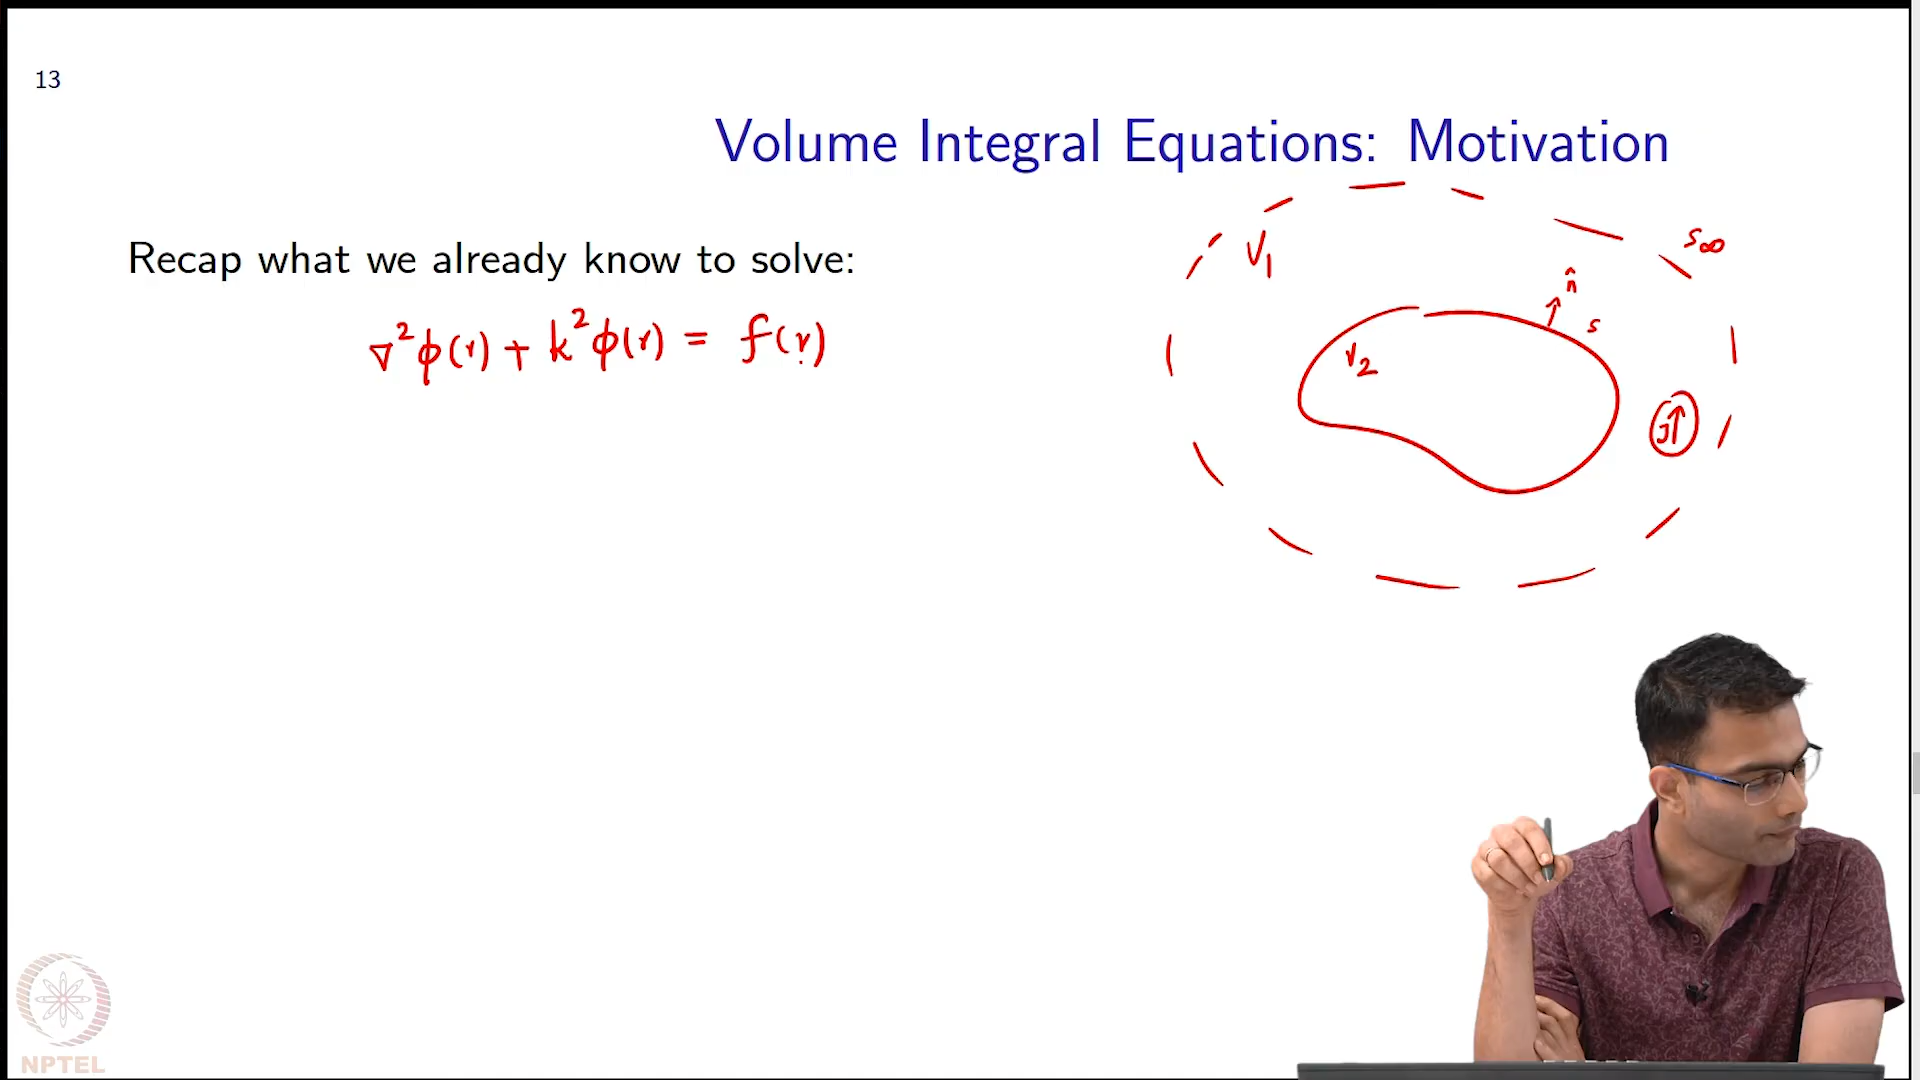 13
Volume Integral Equations: Motivation
Recap what we already know to solve:
∇²φ(r) + k²φ(r) = f(r)
V₁
S∞
n̂
S
V₂
J↑
NPTEL